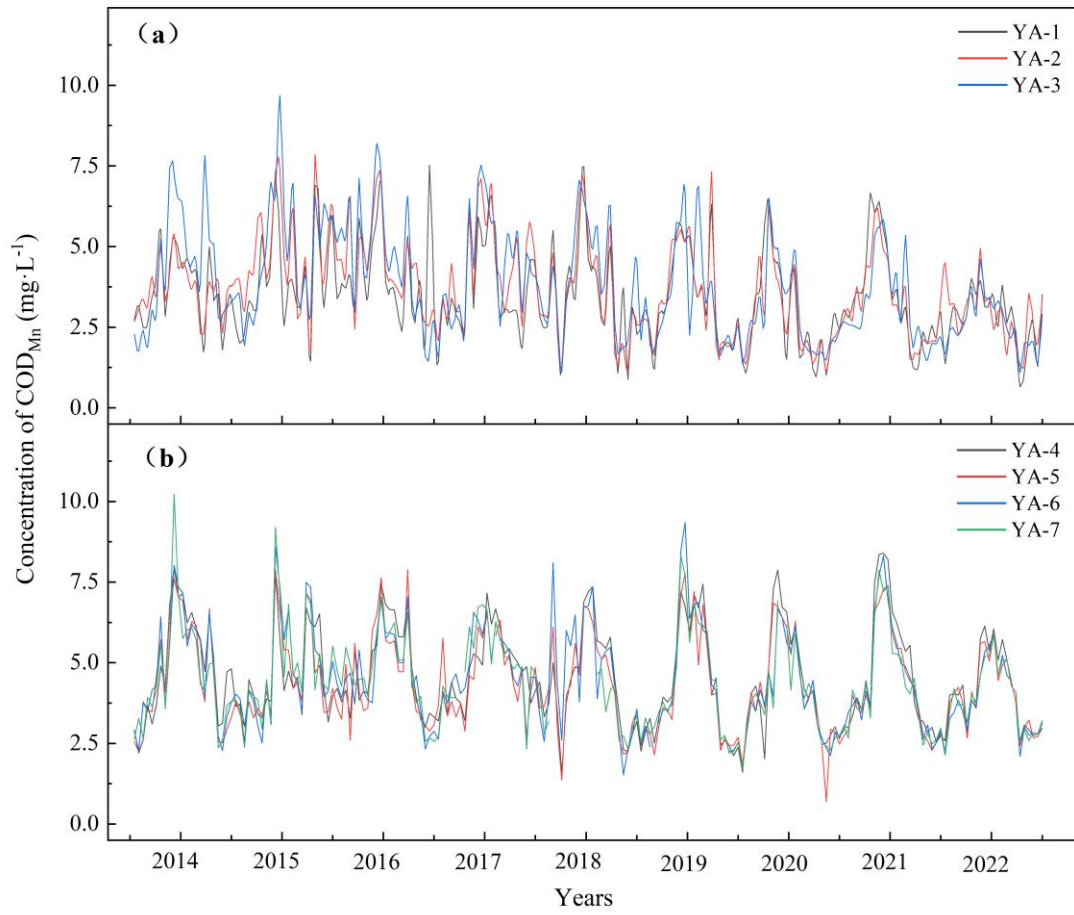 (a)
YA-1
YA-2
YA-3
10.0
7.5
5.0
2.5
0.0
Concentration of COD_Mn (mg·L⁻¹)
(b)
YA-4
YA-5
YA-6
YA-7
10.0
7.5
5.0
2.5
0.0
2014 2015 2016 2017 2018 2019 2020 2021 2022
Years